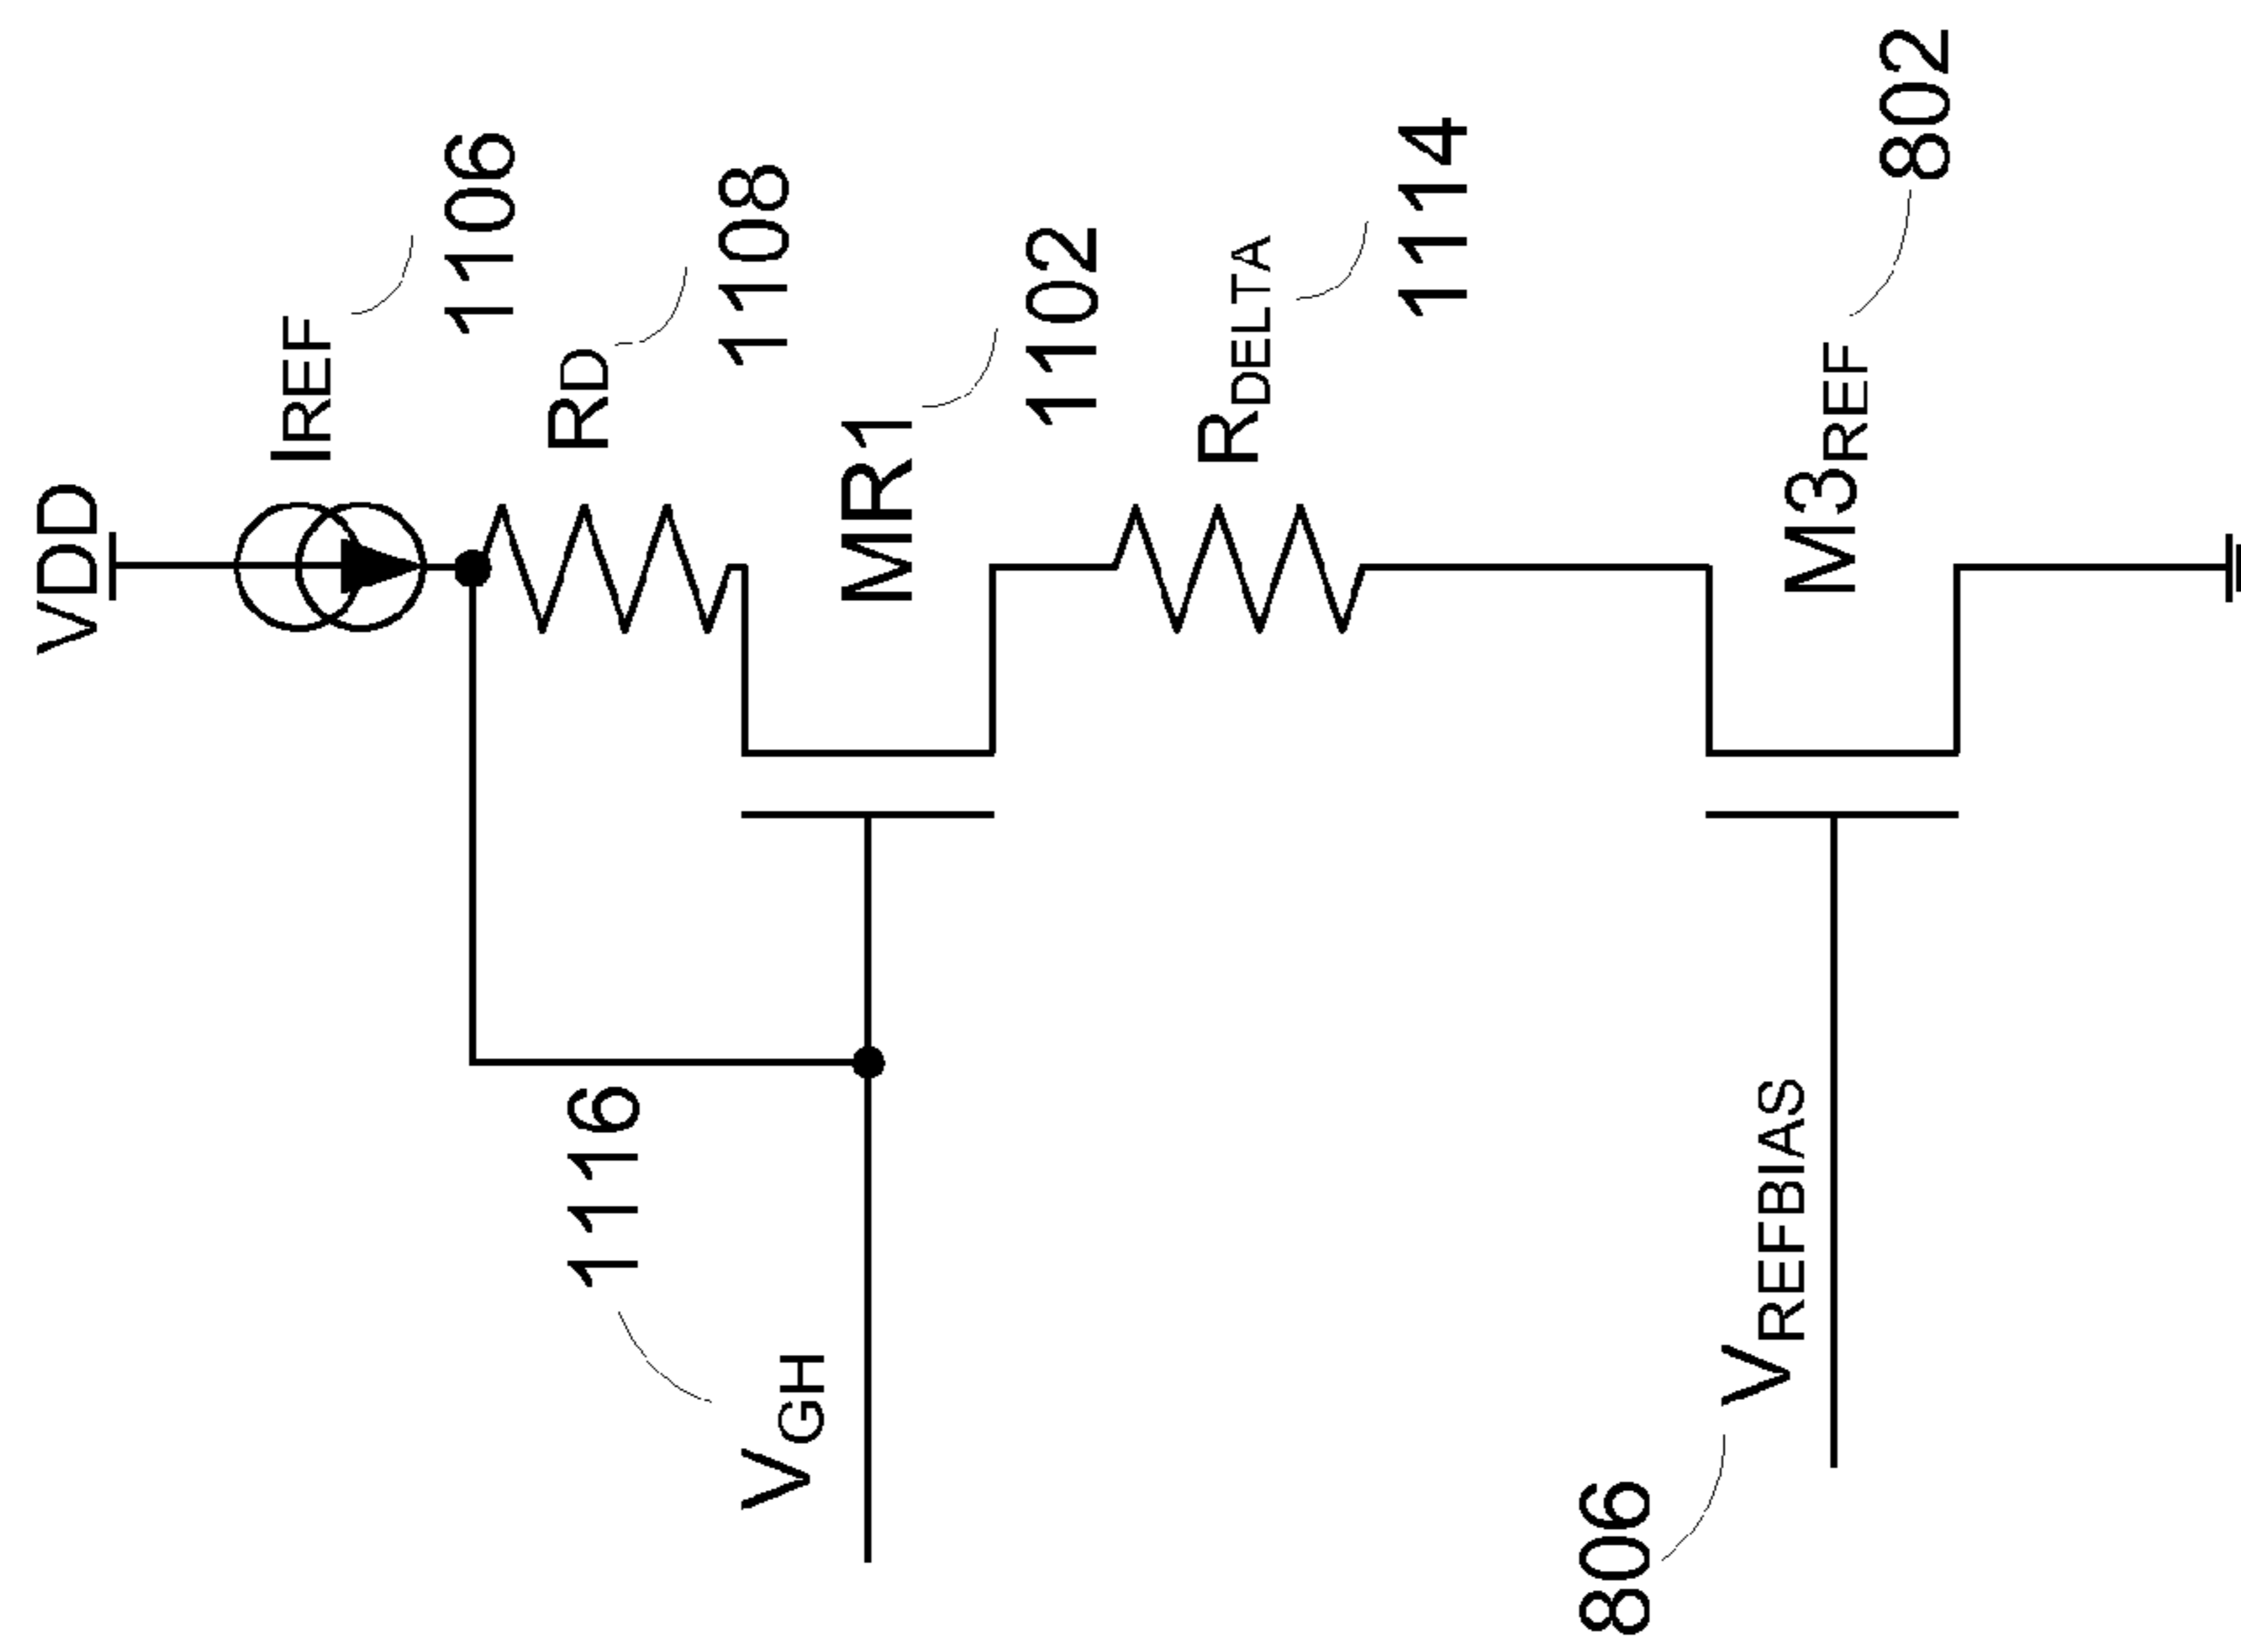 VDD
IREF
1106
RD
1108
MR1
1102
RDELTA
1114
M3REF
802
1116
VGH
VREFBIAS
806